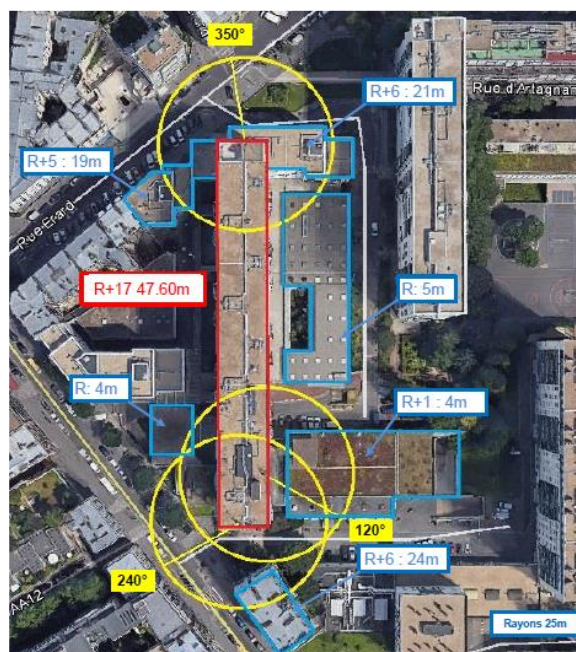 350°
R+6 : 21m
Rue d'Artagnan
R+5 : 19m
Rue Erard
R+17 47.60m
R: 5m
R: 4m
R+1 : 4m
120°
R+6 : 24m
240°
AA12
Rayons 25m